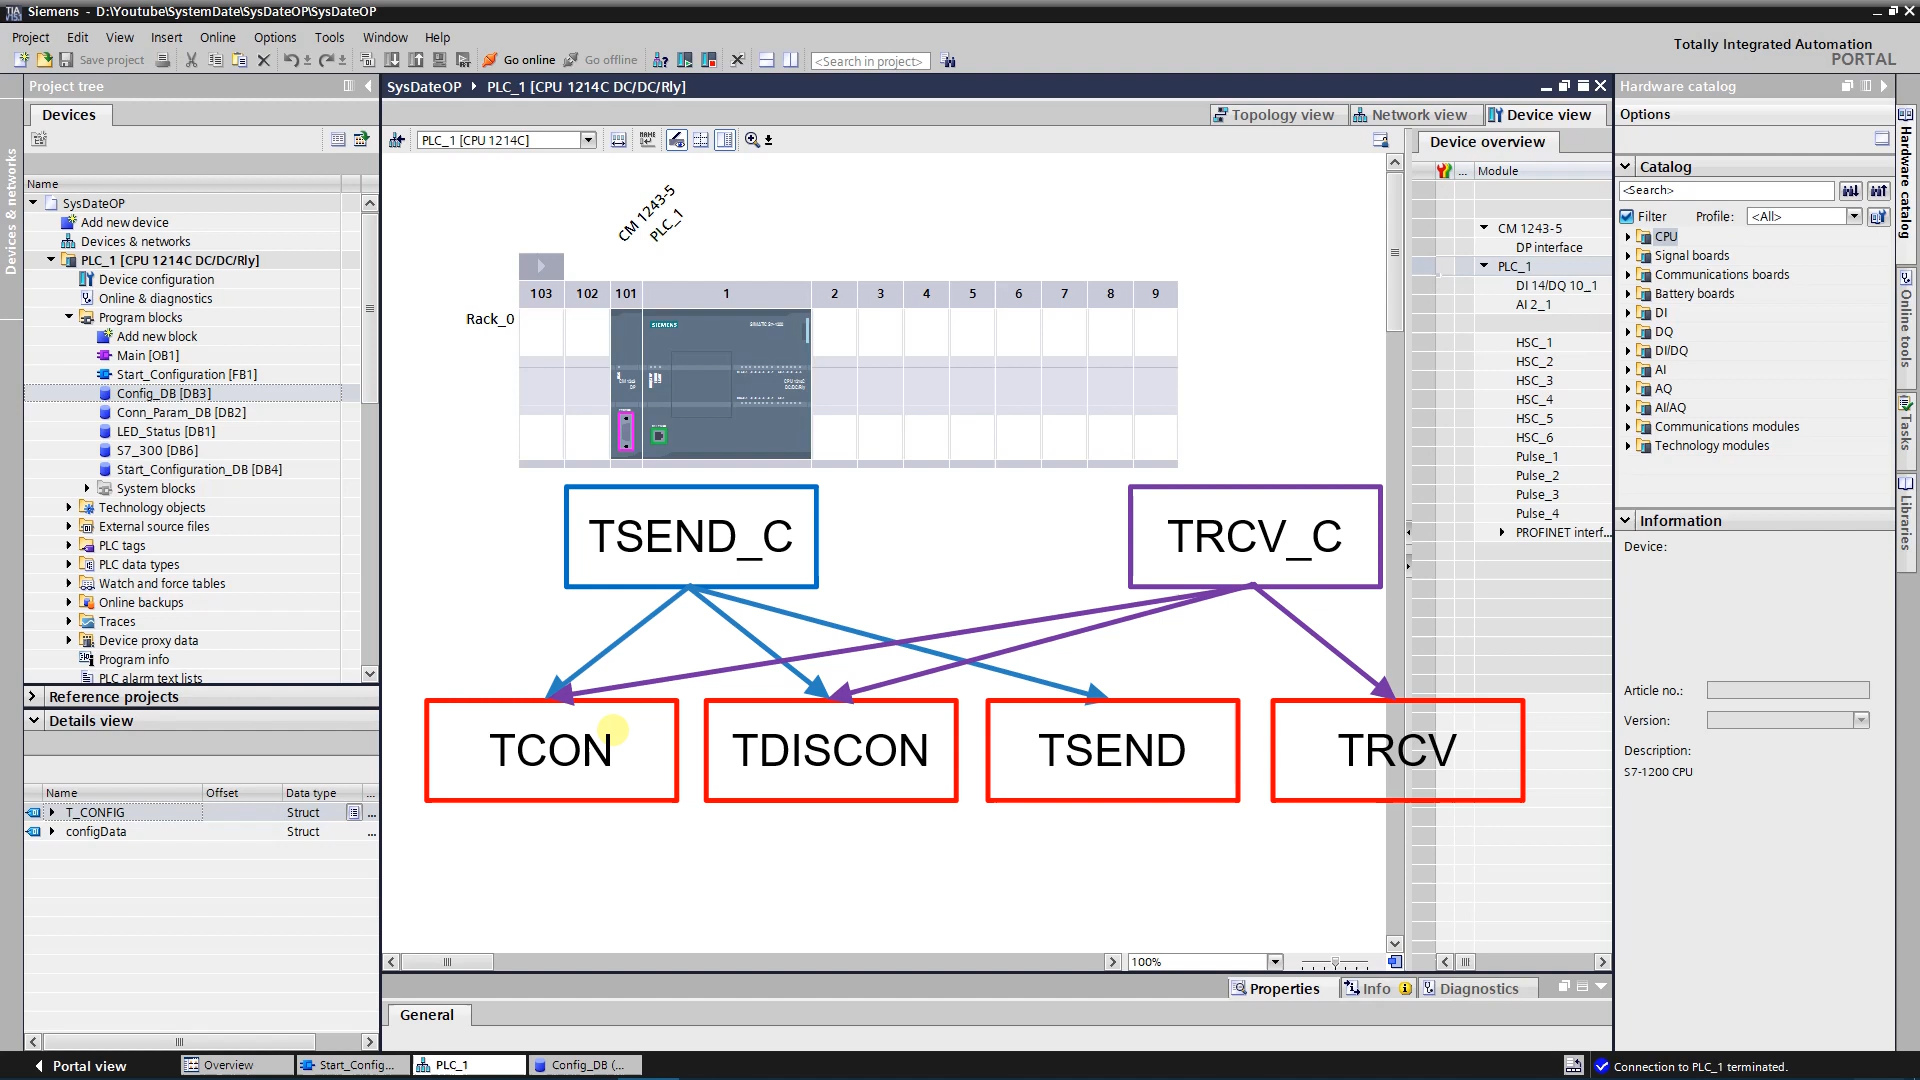 Siemens - D:\Youtube\SystemDate\SysDateOP\SysDateOP
Project Edit View Insert Online Options Tools Window Help
Totally Integrated Automation
PORTAL
Save project
Go online
Go offline
<Search in project>
Project tree
SysDateOP PLC_1 [CPU 1214C DC/DC/Rly]
Hardware catalog
Devices
Topology view
Network view
Device view
Options
PLC_1 [CPU 1214C]
Device overview
Name
... Module
Catalog
<Search>
Filter
Profile:
<All>
SysDateOP
Add new device
Devices & networks
PLC_1 [CPU 1214C DC/DC/Rly]
Device configuration
Online & diagnostics
Program blocks
Add new block
Main [OB1]
Start_Configuration [FB1]
Config_DB [DB3]
Conn_Param_DB [DB2]
LED_Status [DB1]
S7_300 [DB6]
Start_Configuration_DB [DB4]
System blocks
Technology objects
External source files
PLC tags
PLC data types
Watch and force tables
Online backups
Traces
Device proxy data
Program info
PLC alarm text lists
Reference projects
Details view
Name Offset Data type ...
T_CONFIG Struct ...
configData Struct ...
Devices & networks
CM 1243-5
PLC_1
103 102 101 1 2 3 4 5 6 7 8 9
Rack_0
SIEMENS
TSEND_C
TRCV_C
TCON
TDISCON
TSEND
TRCV
100%
CM 1243-5
DP interface
PLC_1
DI 14/DQ 10_1
AI 2_1
HSC_1
HSC_2
HSC_3
HSC_4
HSC_5
HSC_6
Pulse_1
Pulse_2
Pulse_3
Pulse_4
PROFINET interf...
CPU
Signal boards
Communications boards
Battery boards
DI
DQ
DI/DQ
AI
AQ
AI/AQ
Communications modules
Technology modules
Information
Device:
Article no.:
Version:
Description:
S7-1200 CPU
Hardware catalog
Online tools
Tasks
Libraries
Properties
Info
Diagnostics
General
Portal view
Overview
Start_Config...
PLC_1
Config_DB (...
Connection to PLC_1 terminated.